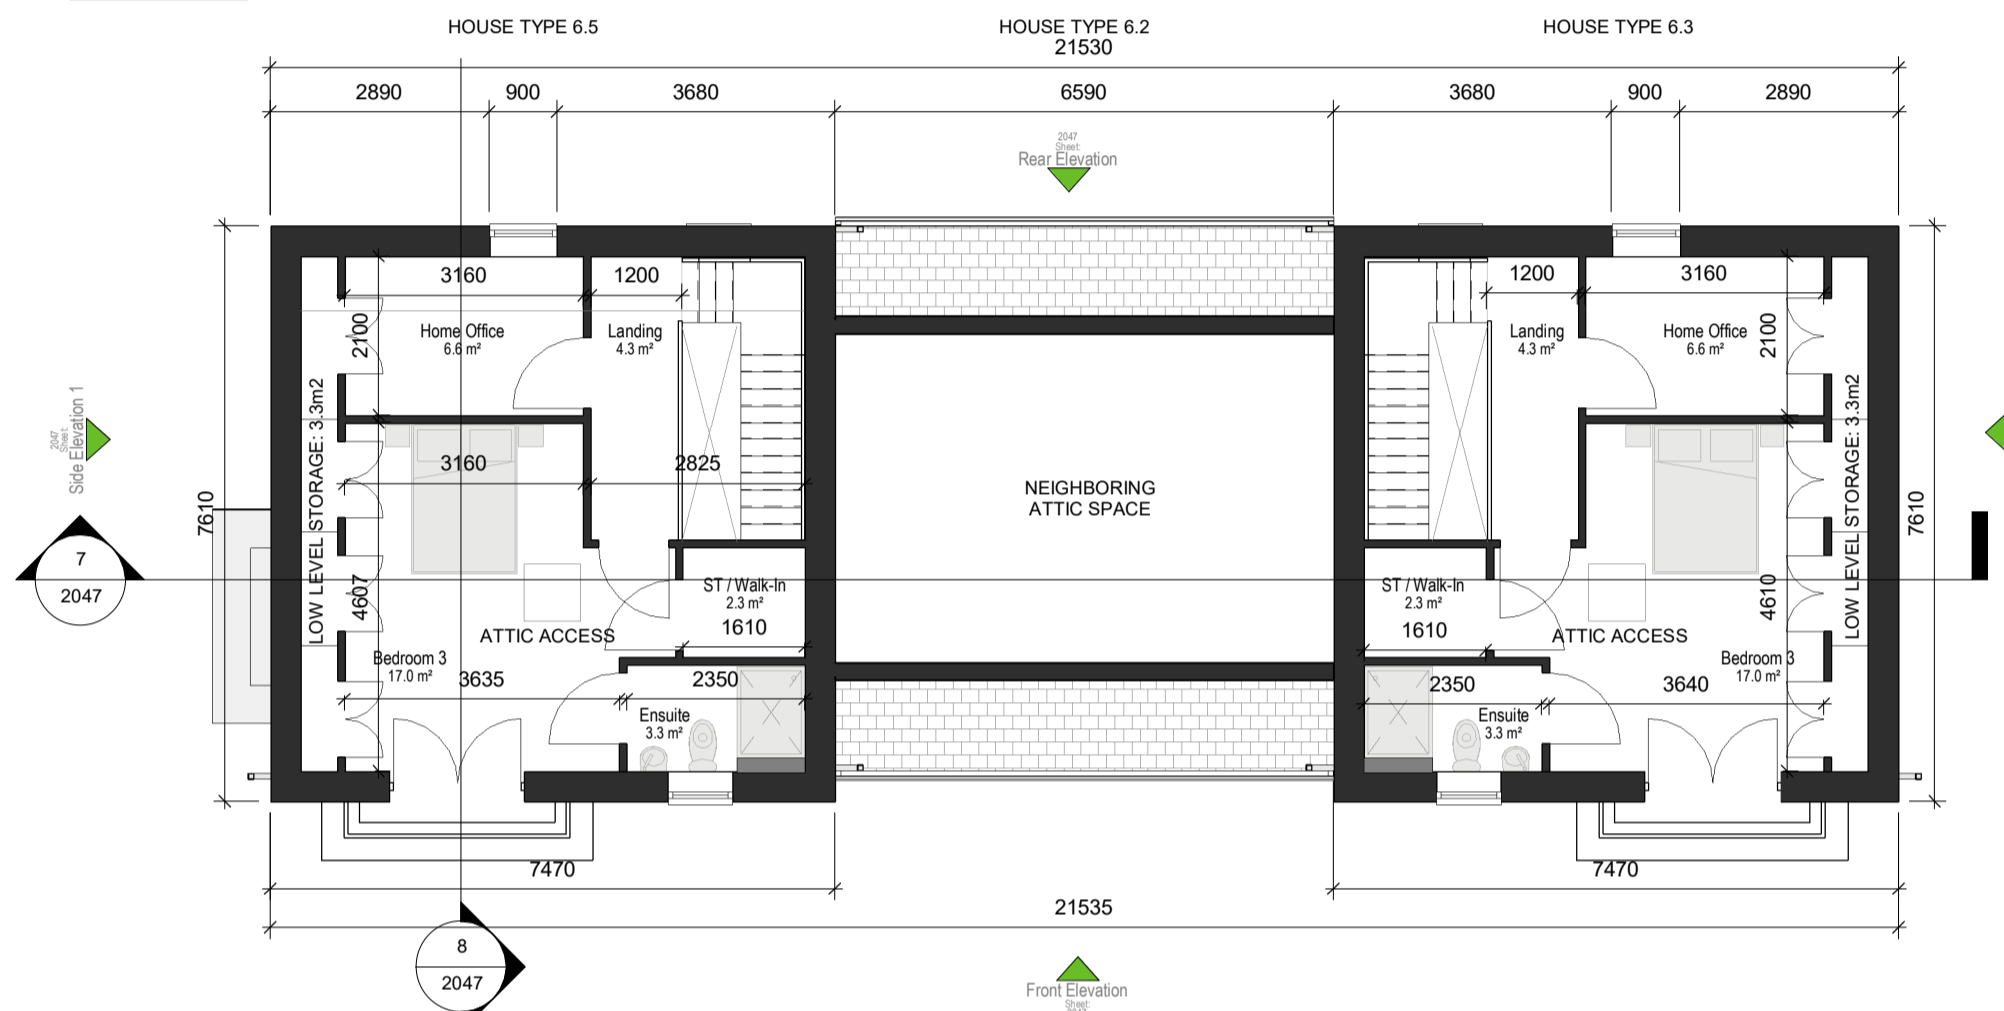 HOUSE TYPE 6.5
HOUSE TYPE 6.2
HOUSE TYPE 6.3
21530
2890
900
3680
6590
3680
900
2890
2047
Sheet:
Rear Elevation
3160
1200
1200
3160
Home Office
6.6 m²
Landing
4.3 m²
2100
Landing
4.3 m²
Home Office
6.6 m²
2100
2047
Sheet:
Side Elevation 1
LOW LEVEL STORAGE: 3.3m2
3160
2825
LOW LEVEL STORAGE: 3.3m2
NEIGHBORING
ATTIC SPACE
7610
7610
7
2047
4607
ST / Walk-In
2.3 m²
1610
ATTIC ACCESS
ST / Walk-In
2.3 m²
1610
ATTIC ACCESS
4610
Bedroom 3
17.0 m²
3635
2350
Ensuite
3.3 m²
2350
Ensuite
3.3 m²
3640
Bedroom 3
17.0 m²
7470
7470
21535
8
2047
Front Elevation
Sheet:
2047